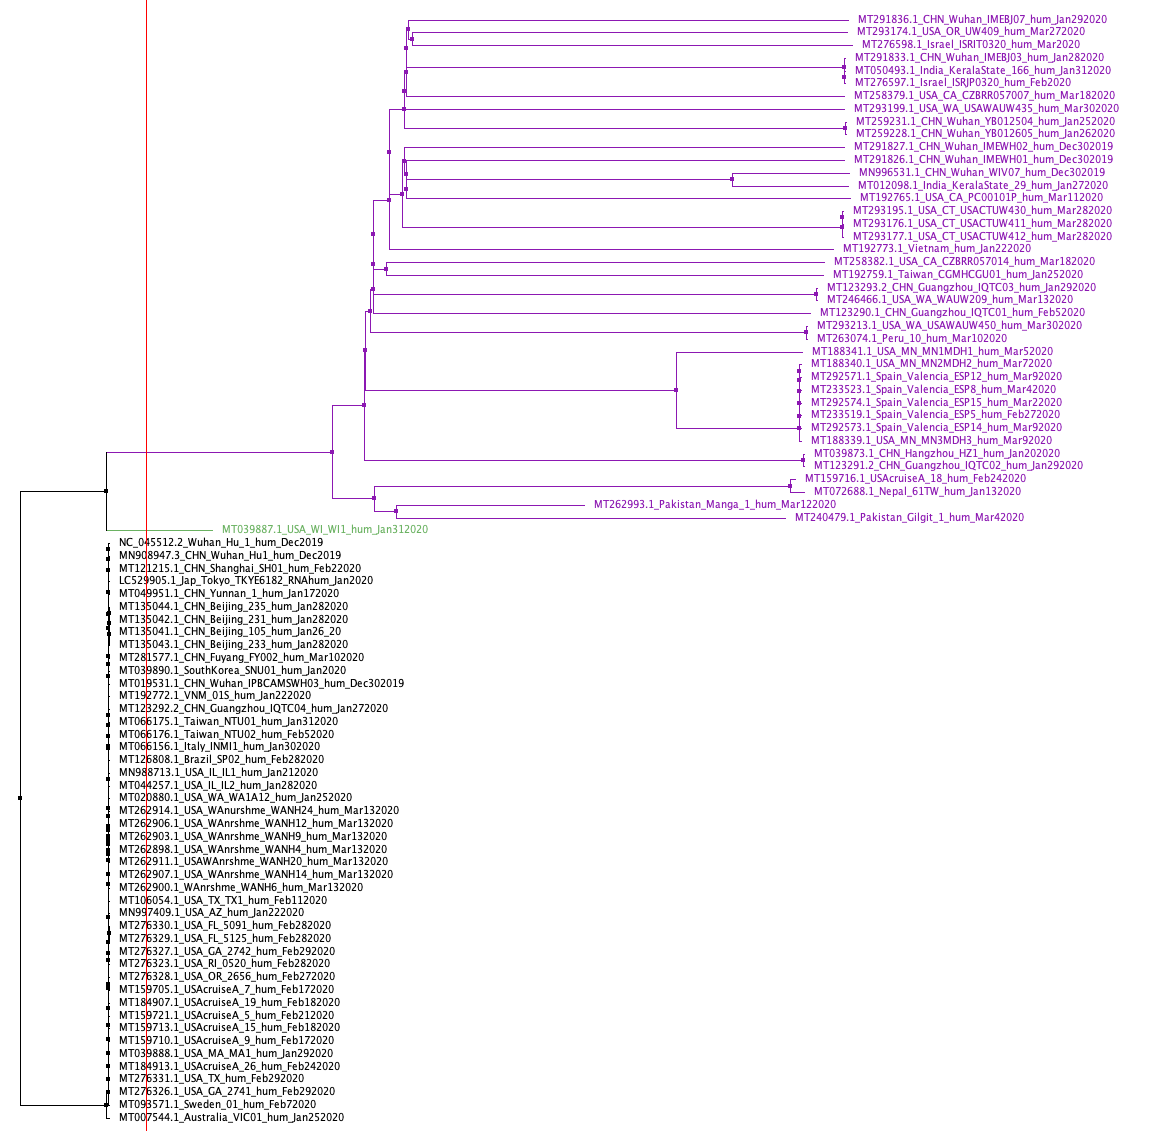 MT291836.1_CHN_Wuhan_IMEBJ07_hum_Jan292020
MT293174.1_USA_OR_UW409_hum_Mar272020
MT276598.1_Israel_ISRIT0320_hum_Mar2020
MT291833.1_CHN_Wuhan_IMEBJ03_hum_Jan282020
MT050493.1_India_KeralaState_166_hum_Jan312020
MT276597.1_Israel_ISRJP0320_hum_Feb2020
MT258379.1_USA_CA_CZBRR057007_hum_Mar182020
MT293199.1_USA_WA_USAWAUW435_hum_Mar302020
MT259231.1_CHN_Wuhan_YB012504_hum_Jan252020
MT259228.1_CHN_Wuhan_YB012605_hum_Jan262020
MT291827.1_CHN_Wuhan_IMEWH02_hum_Dec302019
MT291826.1_CHN_Wuhan_IMEWH01_hum_Dec302019
MN996531.1_CHN_Wuhan_WIV07_hum_Dec302019
MT012098.1_India_KeralaState_29_hum_Jan272020
MT192765.1_USA_CA_PC00101P_hum_Mar112020
MT293195.1_USA_CT_USACTUW430_hum_Mar282020
MT293176.1_USA_CT_USACTUW411_hum_Mar282020
MT293177.1_USA_CT_USACTUW412_hum_Mar282020
MT192773.1_Vietnam_hum_Jan222020
MT258382.1_USA_CA_CZBRR057014_hum_Mar182020
MT192759.1_Taiwan_CGMHCGU01_hum_Jan252020
MT123293.2_CHN_Guangzhou_IQTC03_hum_Jan292020
MT246466.1_USA_WA_WAUW209_hum_Mar132020
MT123290.1_CHN_Guangzhou_IQTC01_hum_Feb52020
MT293213.1_USA_WA_USAWAUW450_hum_Mar302020
MT263074.1_Peru_10_hum_Mar102020
MT188341.1_USA_MN_MN1MDH1_hum_Mar52020
MT188340.1_USA_MN_MN2MDH2_hum_Mar72020
MT292571.1_Spain_Valencia_ESP12_hum_Mar92020
MT233523.1_Spain_Valencia_ESP8_hum_Mar42020
MT292574.1_Spain_Valencia_ESP15_hum_Mar22020
MT233519.1_Spain_Valencia_ESP5_hum_Feb272020
MT292573.1_Spain_Valencia_ESP14_hum_Mar92020
MT188339.1_USA_MN_MN3MDH3_hum_Mar92020
MT039873.1_CHN_Hangzhou_HZ1_hum_Jan202020
MT123291.2_CHN_Guangzhou_IQTC02_hum_Jan292020
MT159716.1_USAcruiseA_18_hum_Feb242020
MT072688.1_Nepal_61TW_hum_Jan132020
MT262993.1_Pakistan_Manga_1_hum_Mar122020
MT240479.1_Pakistan_Gilgit_1_hum_Mar42020
MT039887.1_USA_WI_WI1_hum_Jan312020
NC_045512.2_Wuhan_Hu_1_hum_Dec2019
MN908947.3_CHN_Wuhan_Hu1_hum_Dec2019
MT121215.1_CHN_Shanghai_SH01_hum_Feb22020
LC529905.1_Jap_Tokyo_TKYE6182_RNAhum_Jan2020
MT049951.1_CHN_Yunnan_1_hum_Jan172020
MT135044.1_CHN_Beijing_235_hum_Jan282020
MT135042.1_CHN_Beijing_231_hum_Jan282020
MT135041.1_CHN_Beijing_105_hum_Jan26_20
MT135043.1_CHN_Beijing_233_hum_Jan282020
MT281577.1_CHN_Fuyang_FY002_hum_Mar102020
MT039890.1_SouthKorea_SNU01_hum_Jan2020
MT019531.1_CHN_Wuhan_IPBCAMSWH03_hum_Dec302019
MT192772.1_VNM_01S_hum_Jan222020
MT123292.2_CHN_Guangzhou_IQTC04_hum_Jan272020
MT066175.1_Taiwan_NTU01_hum_Jan312020
MT066176.1_Taiwan_NTU02_hum_Feb52020
MT066156.1_Italy_INMI1_hum_Jan302020
MT126808.1_Brazil_SP02_hum_Feb282020
MN988713.1_USA_IL_IL1_hum_Jan212020
MT044257.1_USA_IL_IL2_hum_Jan282020
MT020880.1_USA_WA_WA1A12_hum_Jan252020
MT262914.1_USA_WAnurshme_WANH24_hum_Mar132020
MT262906.1_USA_WAnrshme_WANH12_hum_Mar132020
MT262903.1_USA_WAnrshme_WANH9_hum_Mar132020
MT262898.1_USA_WAnrshme_WANH4_hum_Mar132020
MT262911.1_USAWAnrshme_WANH20_hum_Mar132020
MT262907.1_USA_WAnrshme_WANH14_hum_Mar132020
MT262900.1_WAnrshme_WANH6_hum_Mar132020
MT106054.1_USA_TX_TX1_hum_Feb112020
MN997409.1_USA_AZ_hum_Jan222020
MT276330.1_USA_FL_5091_hum_Feb282020
MT276329.1_USA_FL_5125_hum_Feb282020
MT276327.1_USA_GA_2742_hum_Feb292020
MT276323.1_USA_RI_0520_hum_Feb282020
MT276328.1_USA_OR_2656_hum_Feb272020
MT159705.1_USAcruiseA_7_hum_Feb172020
MT184907.1_USAcruiseA_19_hum_Feb182020
MT159721.1_USAcruiseA_5_hum_Feb212020
MT159713.1_USAcruiseA_15_hum_Feb182020
MT159710.1_USAcruiseA_9_hum_Feb172020
MT039888.1_USA_MA_MA1_hum_Jan292020
MT184913.1_USAcruiseA_26_hum_Feb242020
MT276331.1_USA_TX_hum_Feb292020
MT276326.1_USA_GA_2741_hum_Feb292020
MT093571.1_Sweden_01_hum_Feb72020
MT007544.1_Australia_VIC01_hum_Jan252020